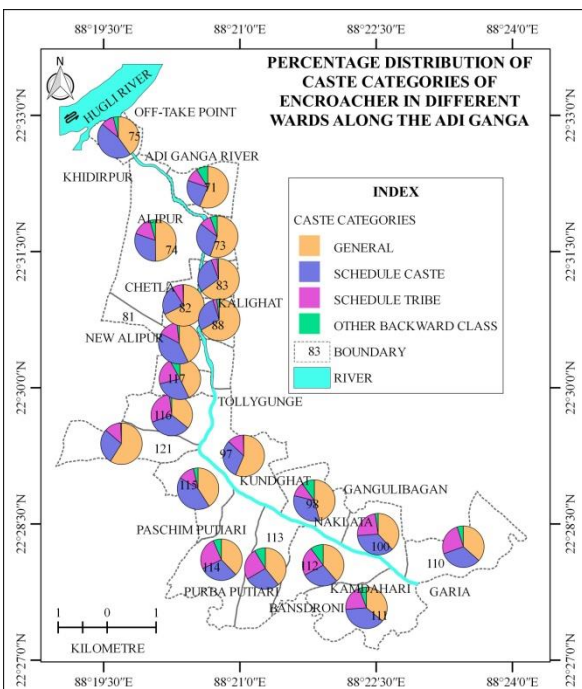 88°19'30"E 88°21'0"E 88°22'30"E 88°24'0"E
PERCENTAGE DISTRIBUTION OF
CASTE CATEGORIES OF
ENCROACHER IN DIFFERENT
WARDS ALONG THE ADI GANGA
N
HUGLI RIVER
OFF-TAKE POINT
75
22°33'0"N 22°33'0"N
ADI GANGA RIVER
KHIDIRPUR
71
INDEX
CASTE CATEGORIES
GENERAL
SCHEDULE CASTE
SCHEDULE TRIBE
OTHER BACKWARD CLASS
83 BOUNDARY
RIVER
ALIPUR
74
73
22°31'30"N 22°31'30"N
83
CHETLA
82
KALIGHAT
81
88
NEW ALIPUR
117
22°30'0"N 22°30'0"N
TOLLYGUNGE
116
121
97
KUNDGHAT
115
GANGULIBAGAN
98
NAKLATA
22°28'30"N 22°28'30"N
PASCHIM PUTIARI
113
100
110
114
112
PURBA PUTIARI
KAMDAHARI
GARIA
BANSDRONI
111
1 0 1
KILOMETRE
22°27'0"N 22°27'0"N
88°19'30"E 88°21'0"E 88°22'30"E 88°24'0"E